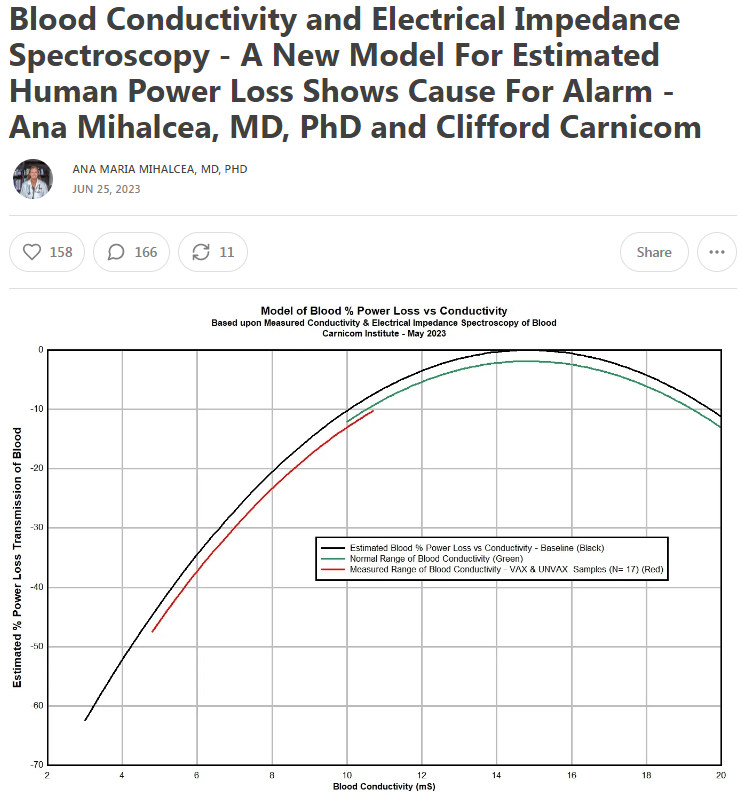 Blood Conductivity and Electrical Impedance
Spectroscopy - A New Model For Estimated
Human Power Loss Shows Cause For Alarm -
Ana Mihalcea, MD, PhD and Clifford Carnicom
ANA MARIA MIHALCEA, MD, PHD
JUN 25, 2023
158
166
11
Share
Model of Blood % Power Loss vs Conductivity
Based upon Measured Conductivity & Electrical Impedance Spectroscopy of Blood
Carnicom Institute - May 2023
Estimated % Power Loss Transmission of Blood
0
-10
-20
-30
-40
-50
-60
-70
Estimated Blood % Power Loss vs Conductivity - Baseline (Black)
Normal Range of Blood Conductivity (Green)
Measured Range of Blood Conductivity - VAX & UNVAX Samples (N= 17) (Red)
2 4 6 8 10 12 14 16 18 20
Blood Conductivity (mS)